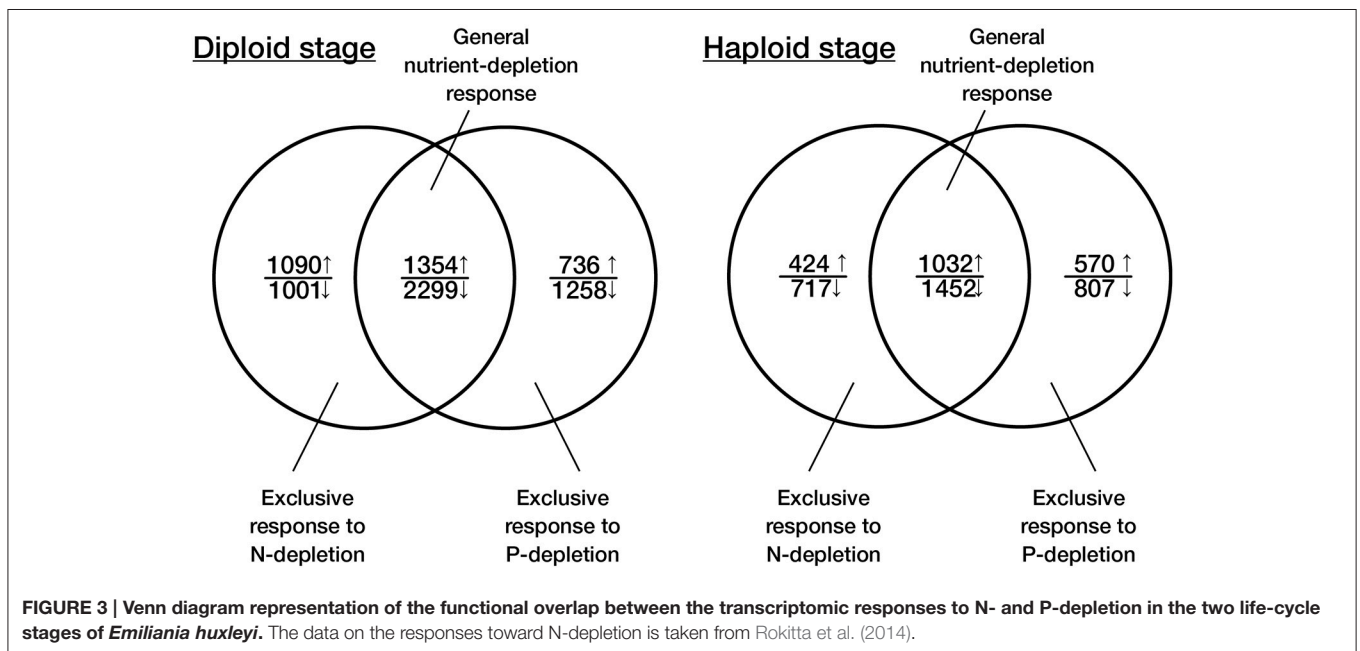 Diploid stage
General
nutrient-depletion
response
Haploid stage
General
nutrient-depletion
response
1090↑
1001↓
1354↑
2299↓
736 ↑
1258↓
424 ↑
717↓
1032↑
1452↓
570 ↑
807 ↓
Exclusive
response to
N-depletion
Exclusive
response to
P-depletion
Exclusive
response to
N-depletion
Exclusive
response to
P-depletion
FIGURE 3 | Venn diagram representation of the functional overlap between the transcriptomic responses to N- and P-depletion in the two life-cycle
stages of Emiliania huxleyi. The data on the responses toward N-depletion is taken from Rokitta et al. (2014).